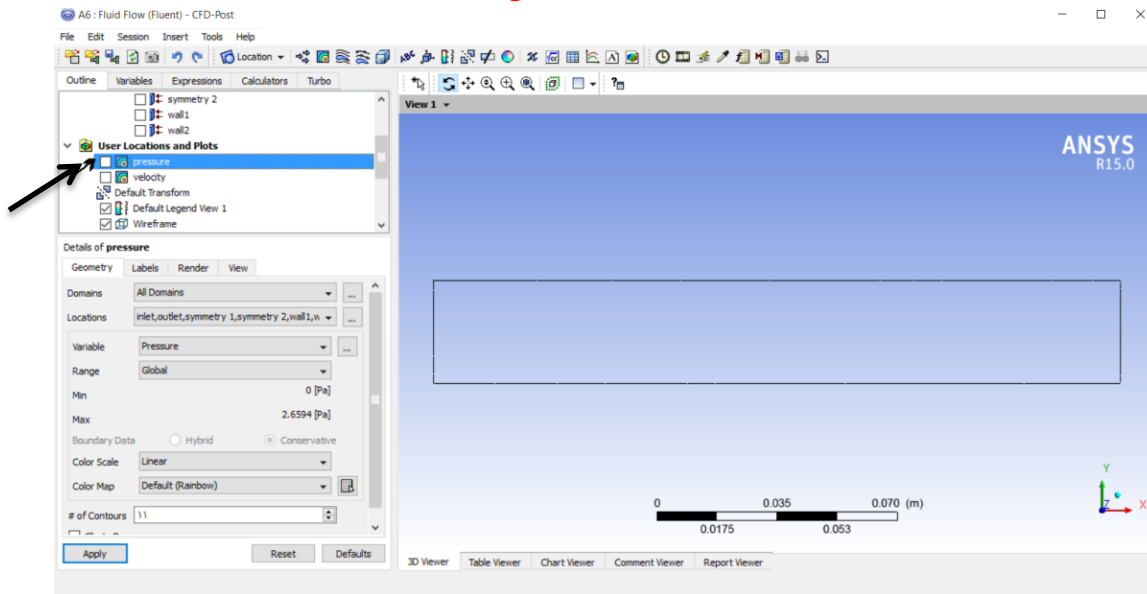 A6 : Fluid Flow (Fluent) - CFD-Post
File Edit Session Insert Tools Help
Location
Outline Variables Expressions Calculators Turbo
symmetry 2
wall1
wall2
User Locations and Plots
pressure
velocity
Default Transform
Default Legend View 1
Wireframe
Details of pressure
Geometry Labels Render View
Domains All Domains ...
Locations inlet,outlet,symmetry 1,symmetry 2,wall1,w ...
Variable Pressure ...
Range Global
Min 0 [Pa]
Max 2.6594 [Pa]
Boundary Data Hybrid Conservative
Color Scale Linear
Color Map Default (Rainbow)
# of Contours ١١
Apply Reset Defaults
View 1
ANSYS
R15.0
0 0.035 0.070 (m)
0.0175 0.053
Y
Z X
3D Viewer Table Viewer Chart Viewer Comment Viewer Report Viewer